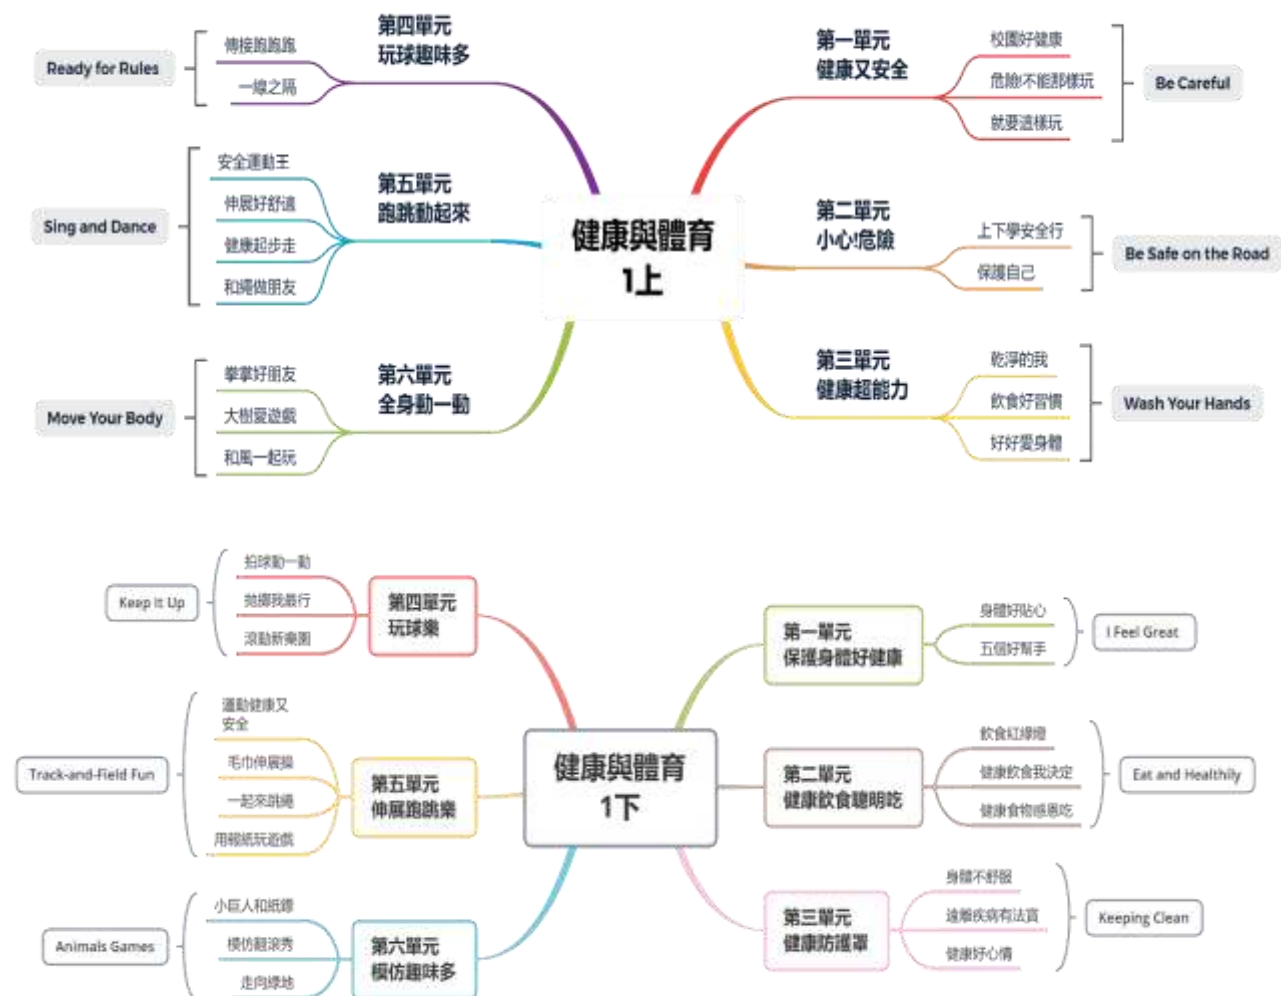 健康與體育
1上
第一單元
健康又安全
校園好健康
危險!不能那樣玩
就要這樣玩
Be Careful
第二單元
小心!危險
上下學安全行
保護自己
Be Safe on the Road
第三單元
健康超能力
乾淨的我
飲食好習慣
好好愛身體
Wash Your Hands
第四單元
玩球趣味多
傳接跑跑跑
一線之隔
Ready for Rules
第五單元
跑跳動起來
安全運動王
伸展好舒適
健康起步走
和繩做朋友
Sing and Dance
第六單元
全身動一動
拳掌好朋友
大樹愛遊戲
和風一起玩
Move Your Body
健康與體育
1下
第一單元
保護身體好健康
身體好貼心
五個好幫手
I Feel Great
第二單元
健康飲食聰明吃
飲食紅綠燈
健康飲食我決定
健康食物感恩吃
Eat and Healthily
第三單元
健康防護罩
身體不舒服
遠離疾病有法寶
健康好心情
Keeping Clean
第四單元
玩球樂
拍球動一動
拋擲我最行
滾動新樂園
Keep It Up
第五單元
伸展跑跳樂
運動健康又
安全
毛巾伸展操
一起來跳繩
用報紙玩遊戲
Track-and-Field Fun
第六單元
模仿趣味多
小巨人和紙鏢
模仿翻滾秀
走向綠地
Animals Games